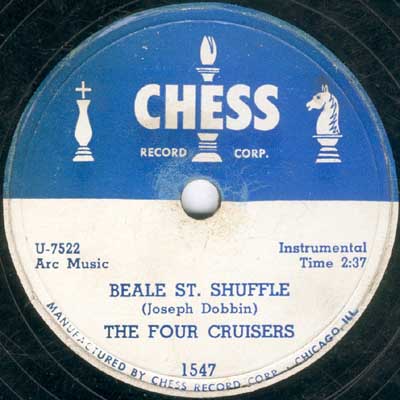 CHESS
RECORD CORP.
U-7522
Arc Music
Instrumental
Time 2:37
BEALE ST. SHUFFLE
(Joseph Dobbin)
THE FOUR CRUISERS
1547
MANUFACTURED BY CHESS RECORD CORP. • CHICAGO, ILL.